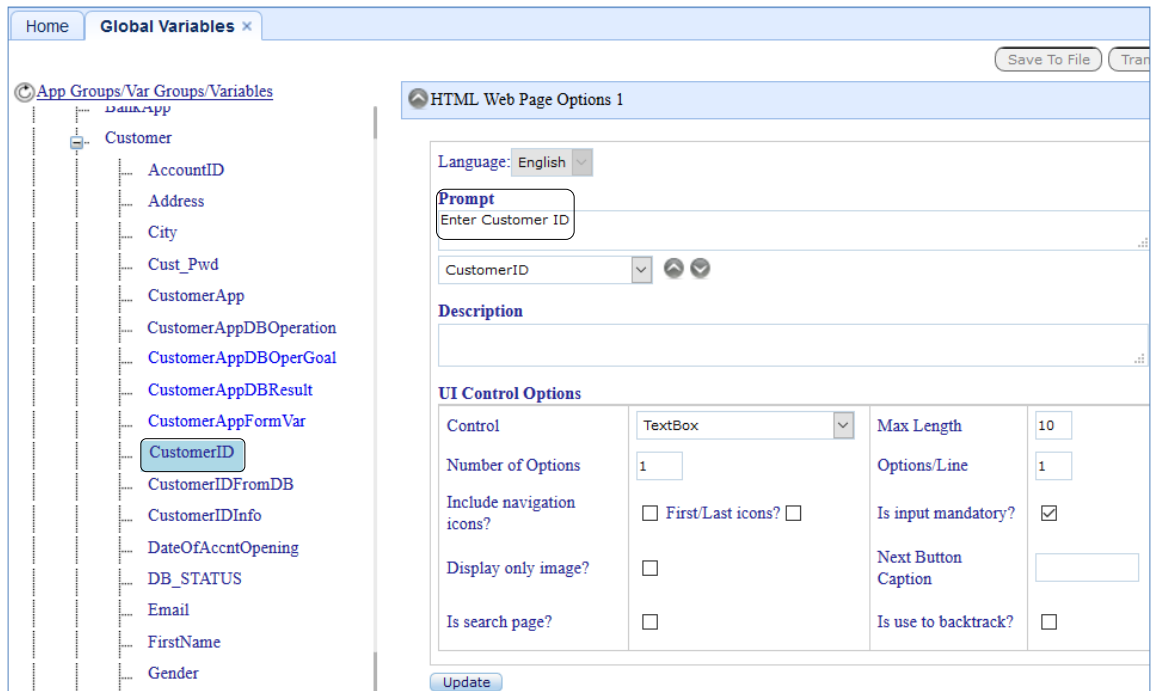 Home
Global Variables ×
Save To File
Tran
App Groups/Var Groups/Variables
BankApp
Customer
AccountID
Address
City
Cust_Pwd
CustomerApp
CustomerAppDBOperation
CustomerAppDBOperGoal
CustomerAppDBResult
CustomerAppFormVar
CustomerID
CustomerIDFromDB
CustomerIDInfo
DateOfAccntOpening
DB_STATUS
Email
FirstName
Gender
HTML Web Page Options 1
Language: English
Prompt
Enter Customer ID
CustomerID
Description
UI Control Options
Control TextBox Max Length 10
Number of Options 1 Options/Line 1
Include navigation
icons? First/Last icons? Is input mandatory?
Display only image? Next Button
Caption
Is search page? Is use to backtrack?
Update